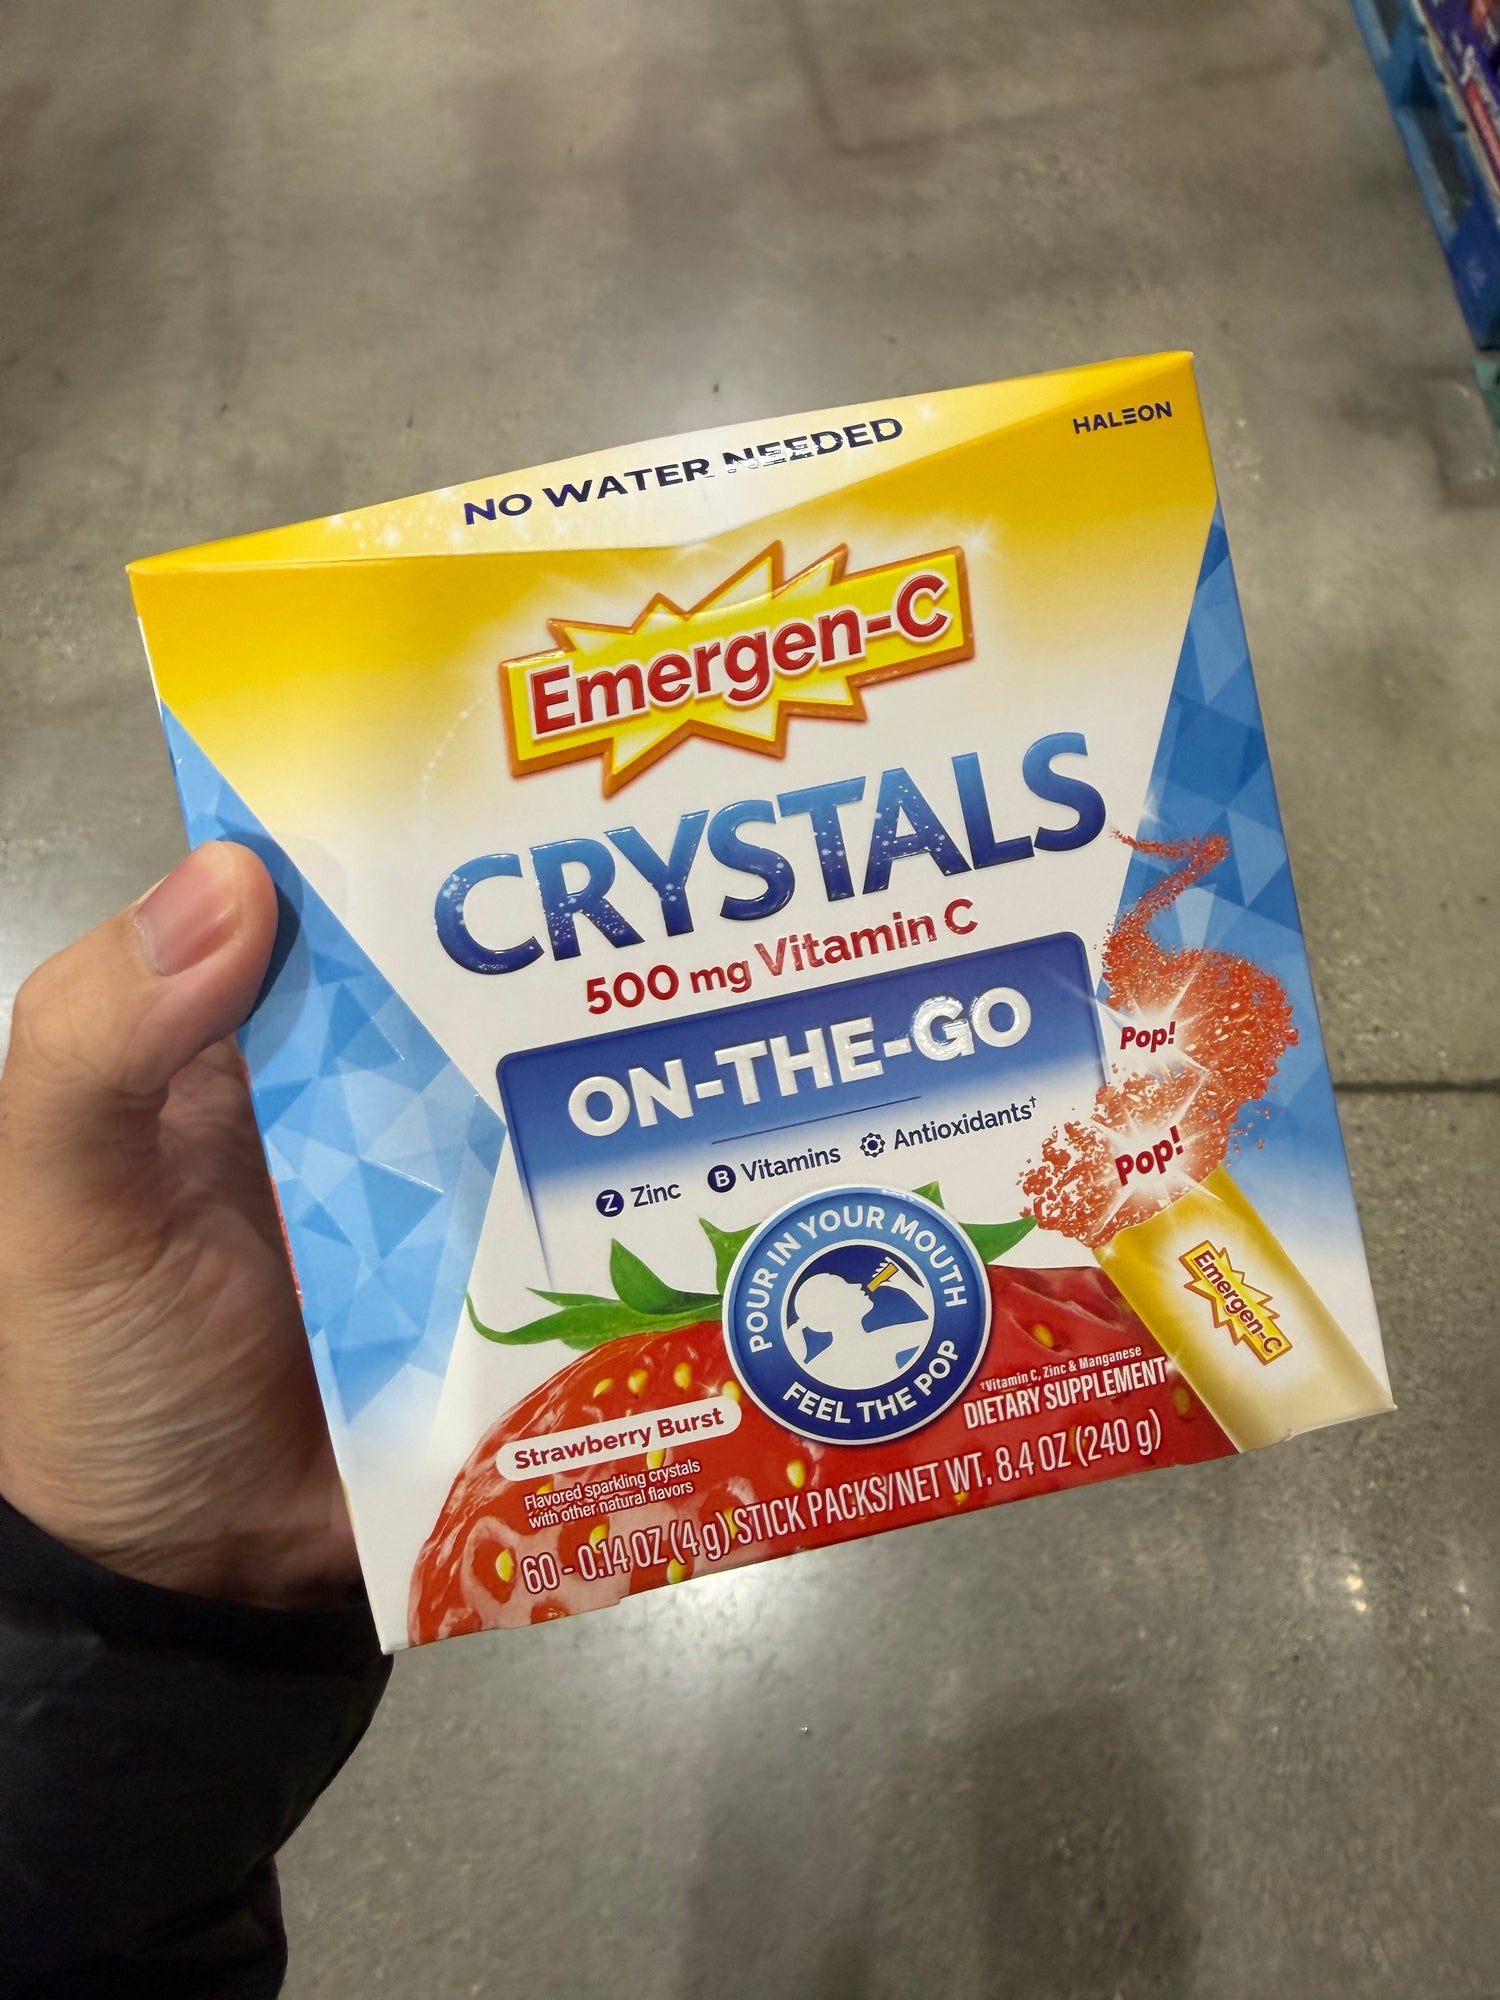 NO WATER NEEDED
HALEON
Emergen-C
CRYSTALS
500 mg Vitamin C
ON-THE-GO
Z Zinc B Vitamins Antioxidants†
Pop!
Pop!
Emergen-C
POUR IN YOUR MOUTH
FEEL THE POP
†Vitamin C, Zinc & Manganese
DIETARY SUPPLEMENT
Strawberry Burst
Flavored sparkling crystals
with other natural flavors
60 - 0.14 OZ (4 g) STICK PACKS/NET WT. 8.4 OZ (240 g)